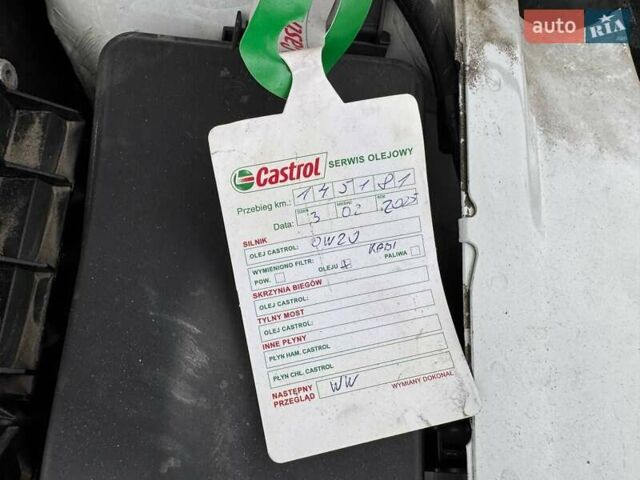 auto RIA
Castrol SERWIS OLEJOWY
Przebieg km.: 145181
Data: 3 02 2025
SILNIK
OLEJ CASTROL: 0W20
WYMIENIONO FILTR: KABI
POW. OLEJU PALIWA
SKRZYNIA BIEGÓW
OLEJ CASTROL:
TYLNY MOST
OLEJ CASTROL:
INNE PŁYNY
PŁYN HAM. CASTROL
PŁYN CHŁ. CASTROL
NASTĘPNY PRZEGLĄD WW WYMIANY DOKONAŁ